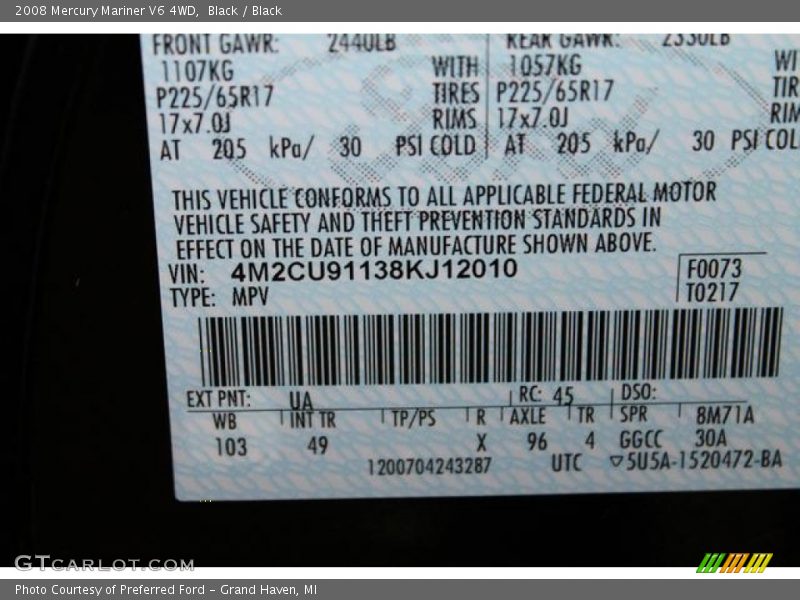 2008 Mercury Mariner V6 4WD, Black / Black
FRONT GAWR: 2440LB REAR GAWR: 2330LB
1107KG WITH 1057KG WI
P225/65R17 TIRES P225/65R17 TIR
17x7.0J RIMS 17x7.0J RIM
AT 205 kPa/ 30 PSI COLD AT 205 kPa/ 30 PSI COL
THIS VEHICLE CONFORMS TO ALL APPLICABLE FEDERAL MOTOR
VEHICLE SAFETY AND THEFT PREVENTION STANDARDS IN
EFFECT ON THE DATE OF MANUFACTURE SHOWN ABOVE.
VIN: 4M2CU91138KJ12010 F0073
TYPE: MPV T0217
EXT PNT: UA RC: 45 DSO:
WB INT TR TP/PS R AXLE TR SPR 8M71A
103 49 X 96 4 GGCC 30A
1200704243287 UTC ▽5U5A-1520472-BA
GTCARLOT.COM
Photo Courtesy of Preferred Ford – Grand Haven, MI